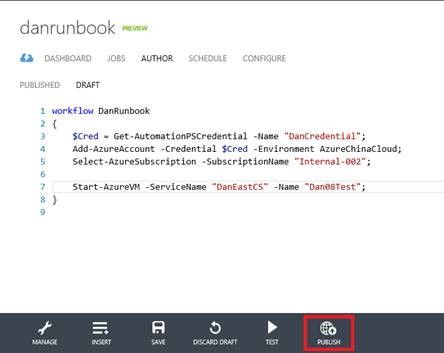 danrunbook PREVIEW
DASHBOARD JOBS AUTHOR SCHEDULE CONFIGURE
PUBLISHED DRAFT
1 workflow DanRunbook
2 {
3 $Cred = Get-AutomationPSCredential -Name "DanCredential";
4 Add-AzureAccount -Credential $Cred -Environment AzureChinaCloud;
5 Select-AzureSubscription -SubscriptionName "Internal-002";
6
7 Start-AzureVM -ServiceName "DanEastCS" -Name "Dan08Test";
8 }
9
MANAGE INSERT SAVE DISCARD DRAFT TEST PUBLISH